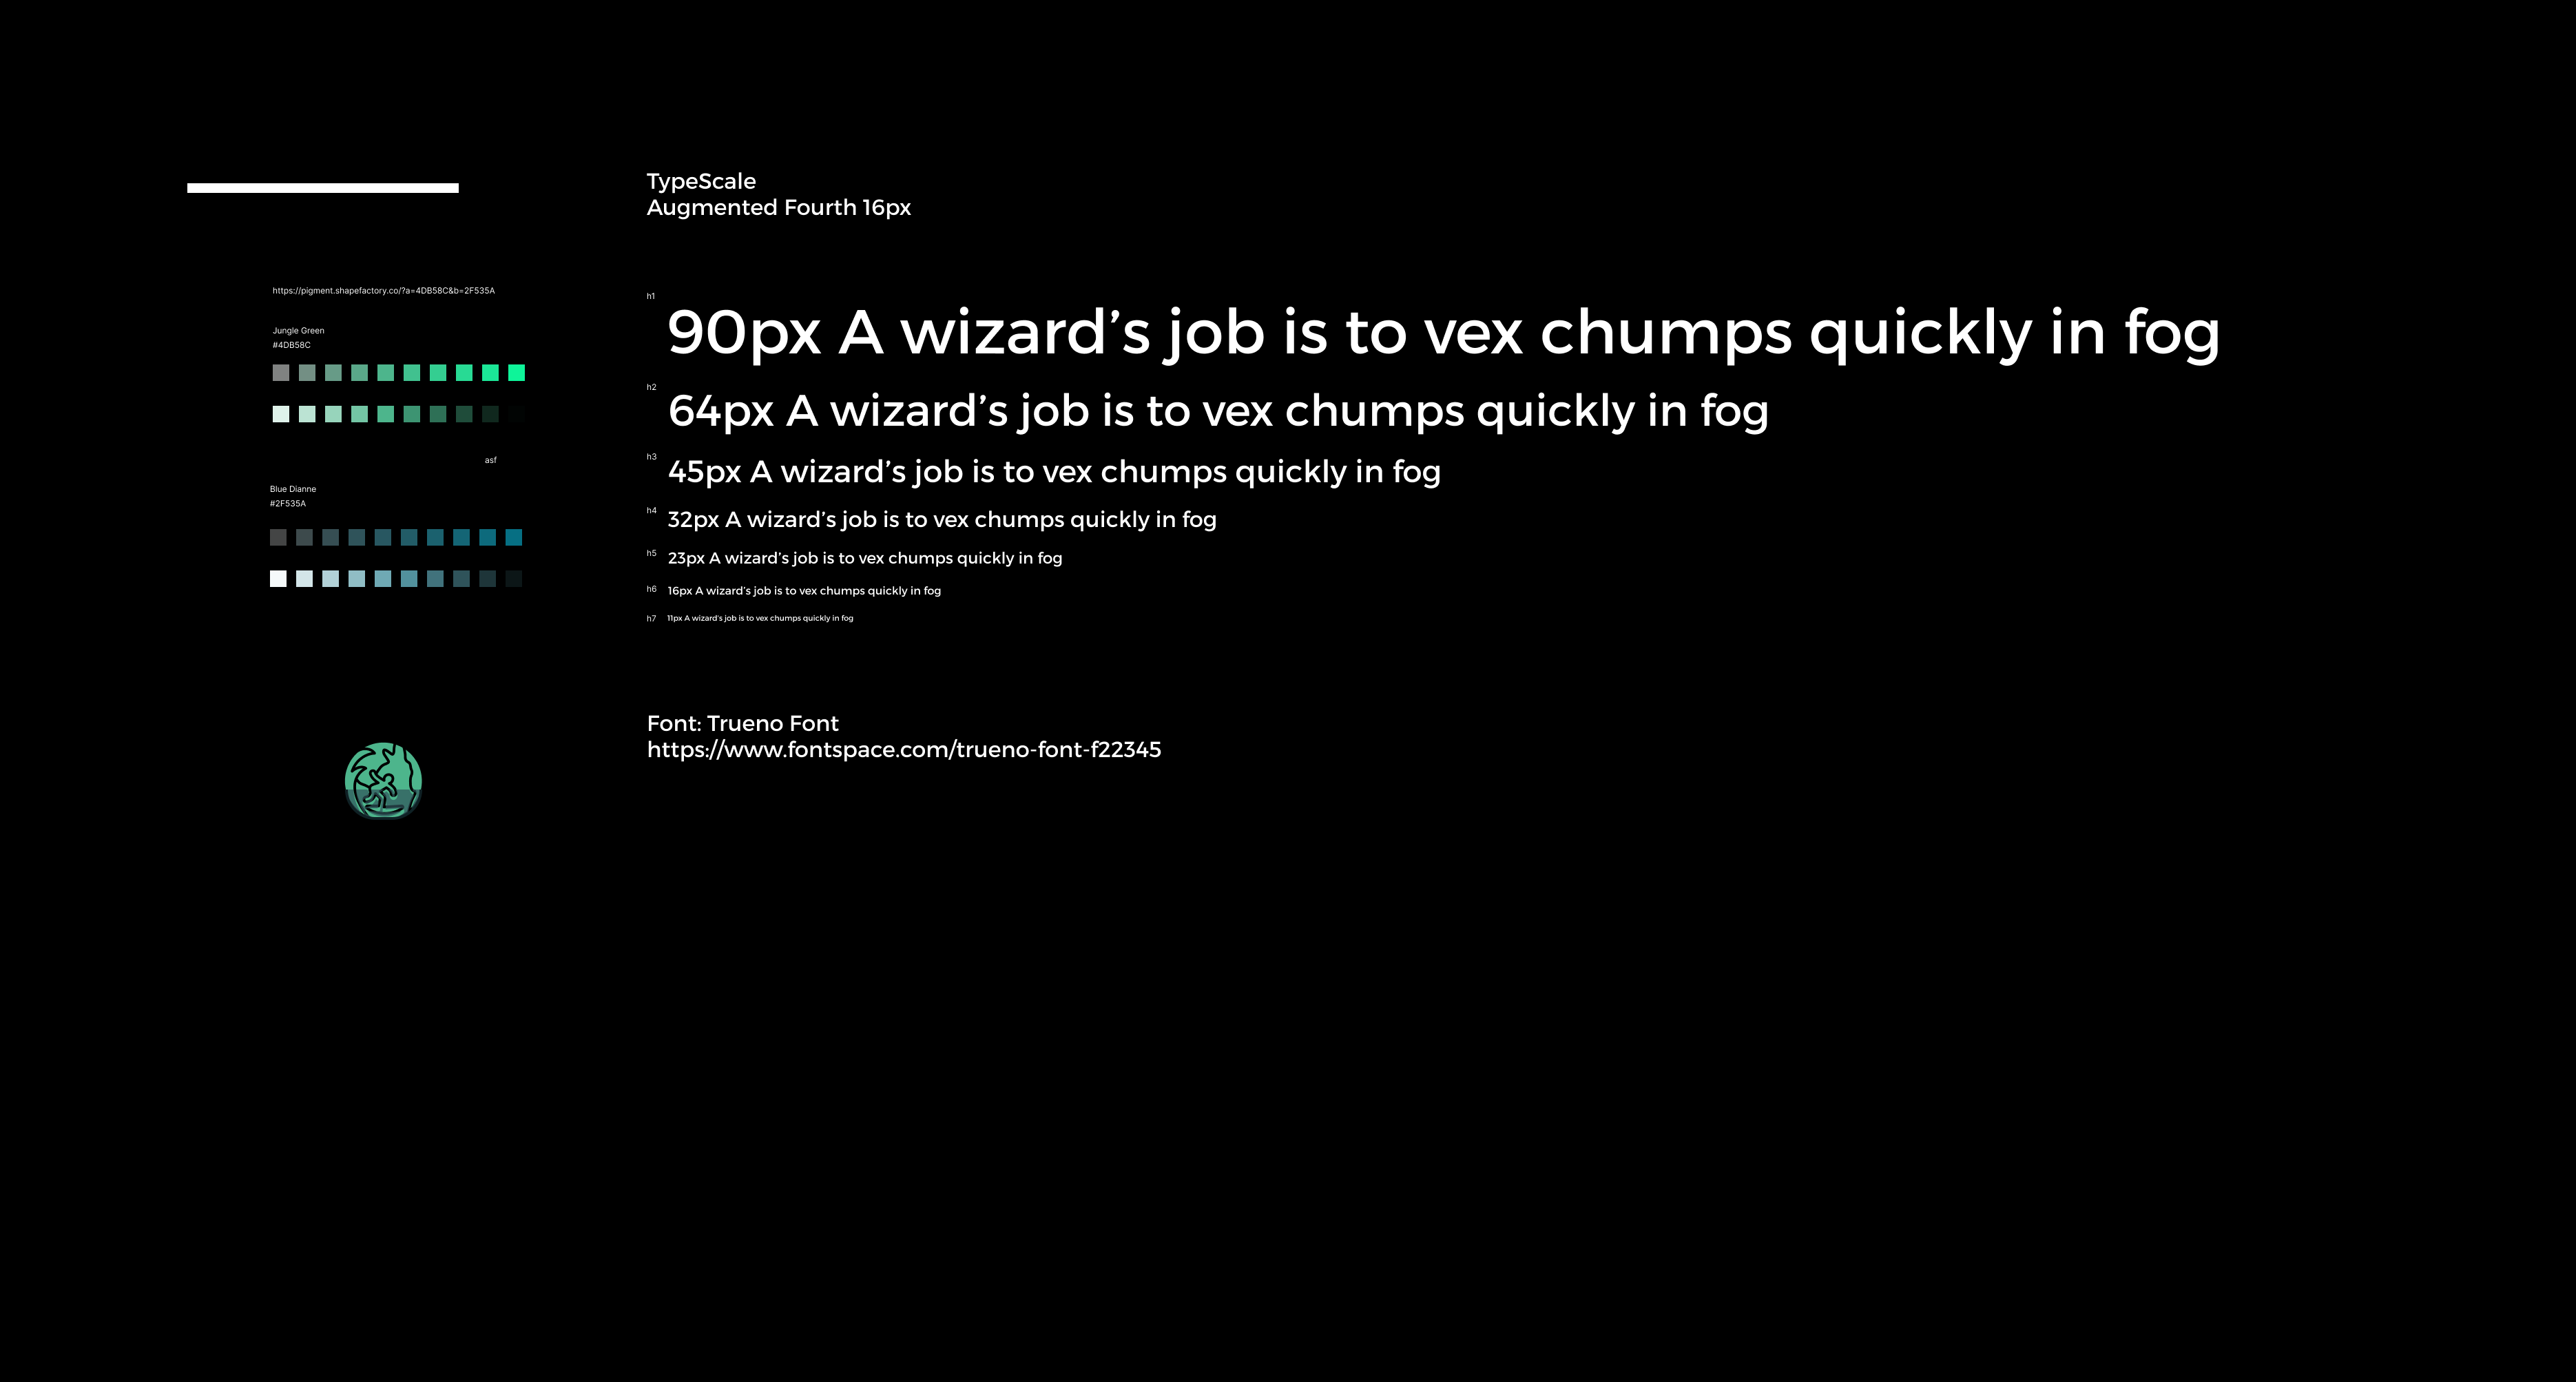 TypeScale
Augmented Fourth 16px
https://pigment.shapefactory.co/?a=4DB58C&b=2F535A
Jungle Green
#4DB58C
asf
Blue Dianne
#2F535A
h1
90px A wizard’s job is to vex chumps quickly in fog
h2
64px A wizard’s job is to vex chumps quickly in fog
h3
45px A wizard’s job is to vex chumps quickly in fog
h4
32px A wizard’s job is to vex chumps quickly in fog
h5
23px A wizard’s job is to vex chumps quickly in fog
h6
16px A wizard’s job is to vex chumps quickly in fog
h7
11px A wizard’s job is to vex chumps quickly in fog
Font: Trueno Font
https://www.fontspace.com/trueno-font-f22345